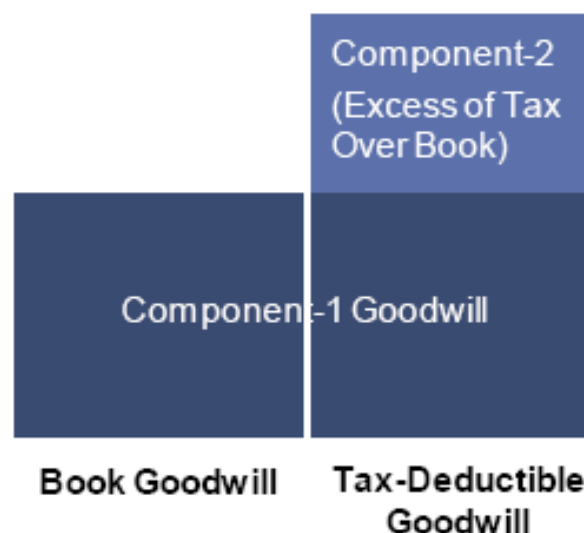 Component-2
(Excess of Tax
Over Book)
Component-1 Goodwill
Book Goodwill
Tax-Deductible
Goodwill